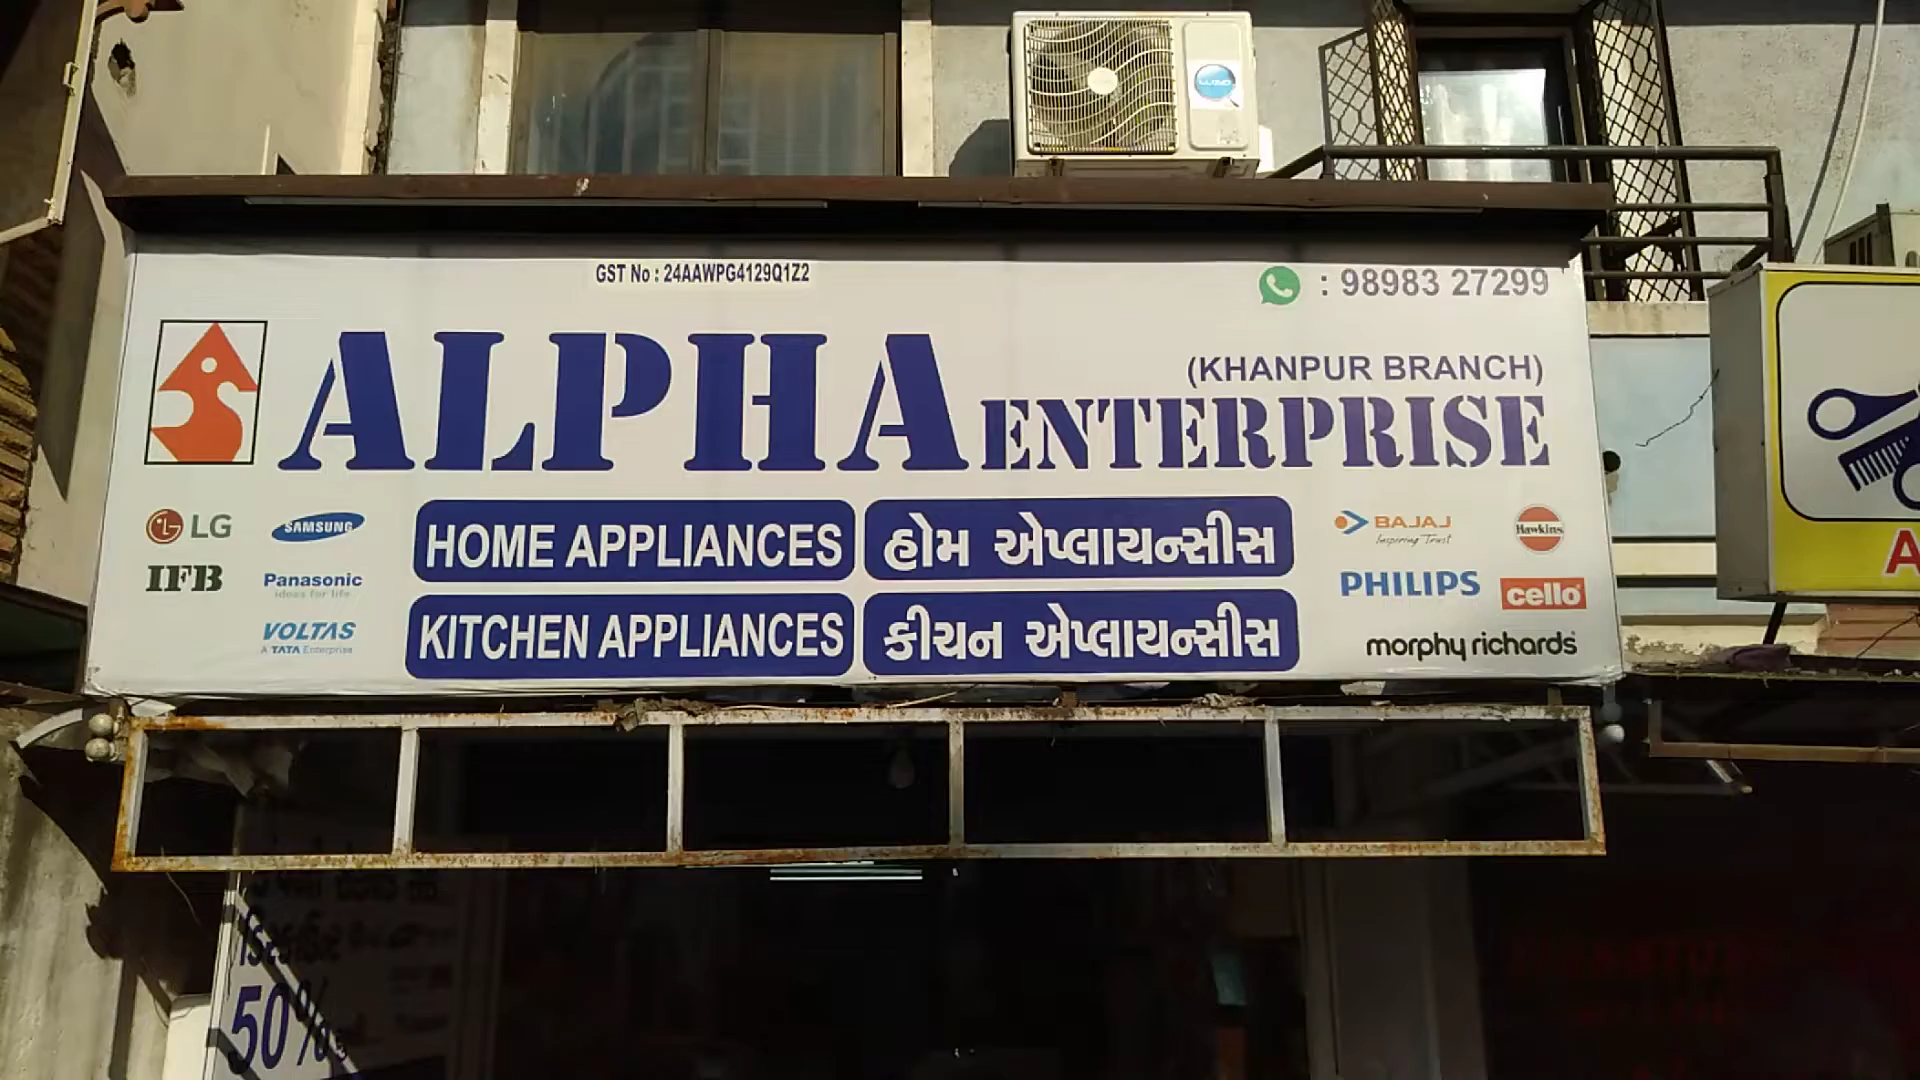 LLOYD
GST No : 24AAWPG4129Q1Z2
: 98983 27299
ALPHA ENTERPRISE
(KHANPUR BRANCH)
LG
SAMSUNG
IFB
Panasonic
ideas for life
VOLTAS
A TATA Enterprise
HOME APPLIANCES
હોમ એપ્લાયન્સીસ
KITCHEN APPLIANCES
કીચન એપ્લાયન્સીસ
BAJAJ
Inspiring Trust
Hawkins
PHILIPS
cello
morphy richards
A
50%